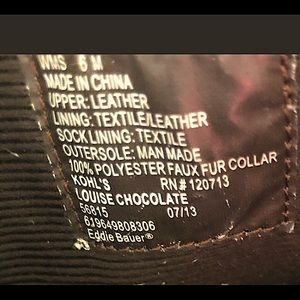 WMS 6 M
MADE IN CHINA
UPPER: LEATHER
LINING: TEXTILE/LEATHER
SOCK LINING: TEXTILE
OUTERSOLE: MAN MADE
100% POLYESTER FAUX FUR COLLAR
KOHL'S RN# 120713
LOUISE CHOCOLATE
56815 07/13
619649808306
Eddie Bauer®